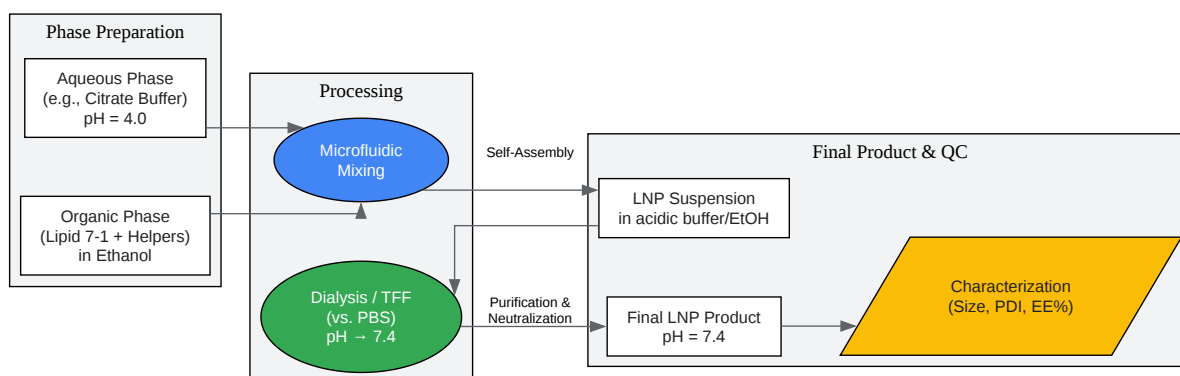 Phase Preparation
Aqueous Phase
(e.g., Citrate Buffer)
pH = 4.0
Organic Phase
(Lipid 7-1 + Helpers)
in Ethanol
Processing
Microfluidic
Mixing
Dialysis / TFF
(vs. PBS)
pH → 7.4
Self-Assembly
Purification &
Neutralization
Final Product & QC
LNP Suspension
in acidic buffer/EtOH
Final LNP Product
pH = 7.4
Characterization
(Size, PDI, EE%)